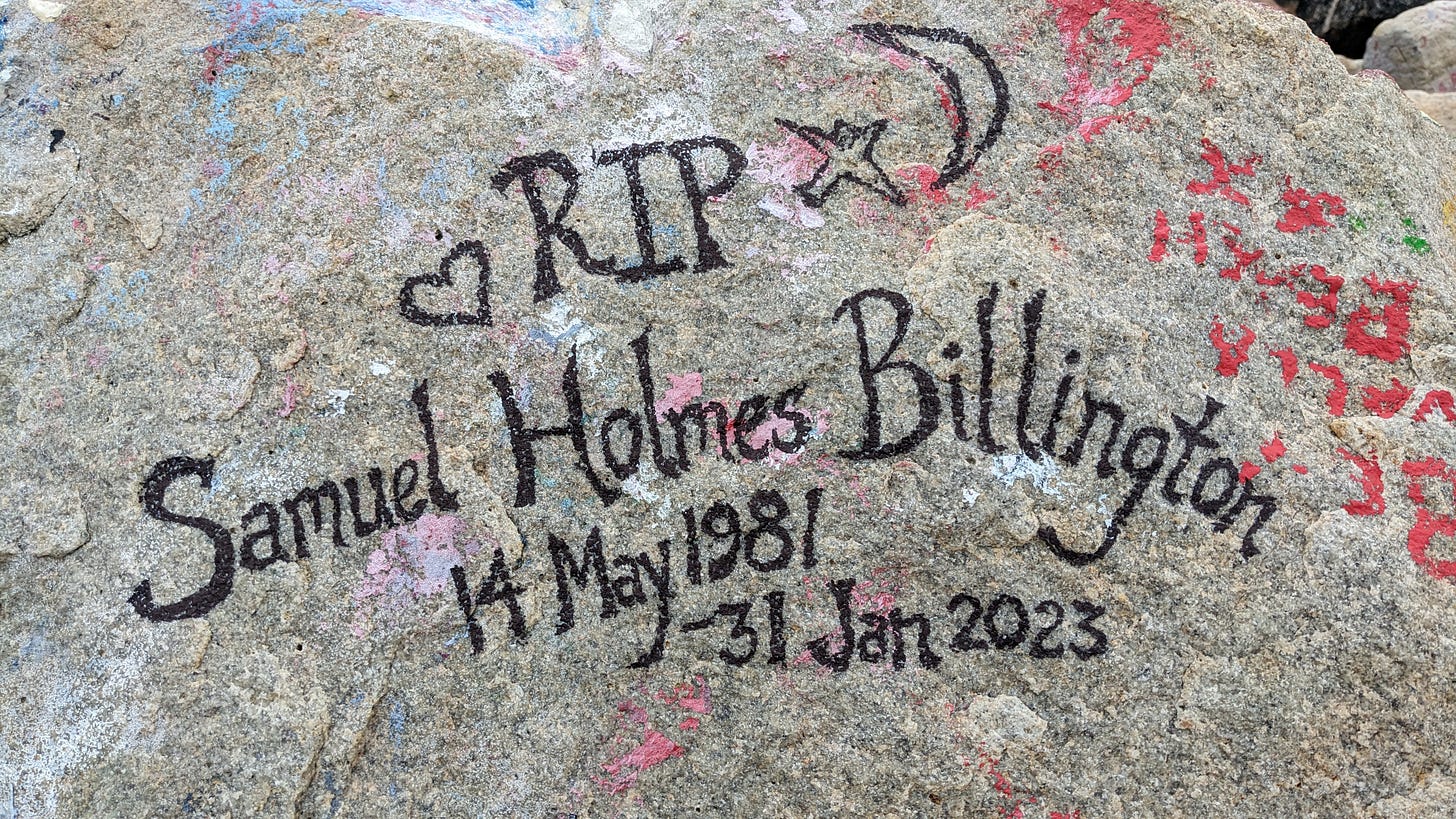 RIP
Samuel Holmes Billington
14 May 1981
-31 Jan 2023